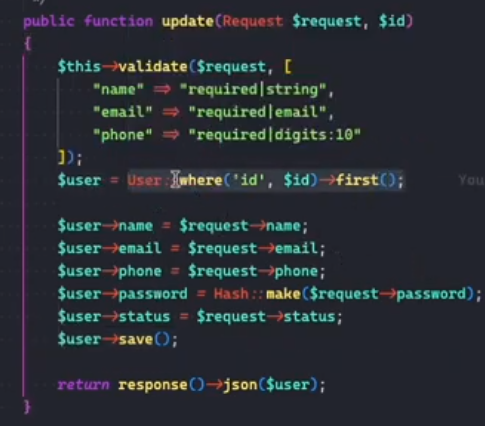 public function update(Request $request, $id)
{
$this->validate($request, [
"name" => "required|string",
"email" => "required|email",
"phone" => "required|digits:10"
]);
$user = User::where('id', $id)->first();
You
$user->name = $request->name;
$user->email = $request->email;
$user->phone = $request->phone;
$user->password = Hash::make($request->password);
$user->status = $request->status;
$user->save();
return response()->json($user);
}